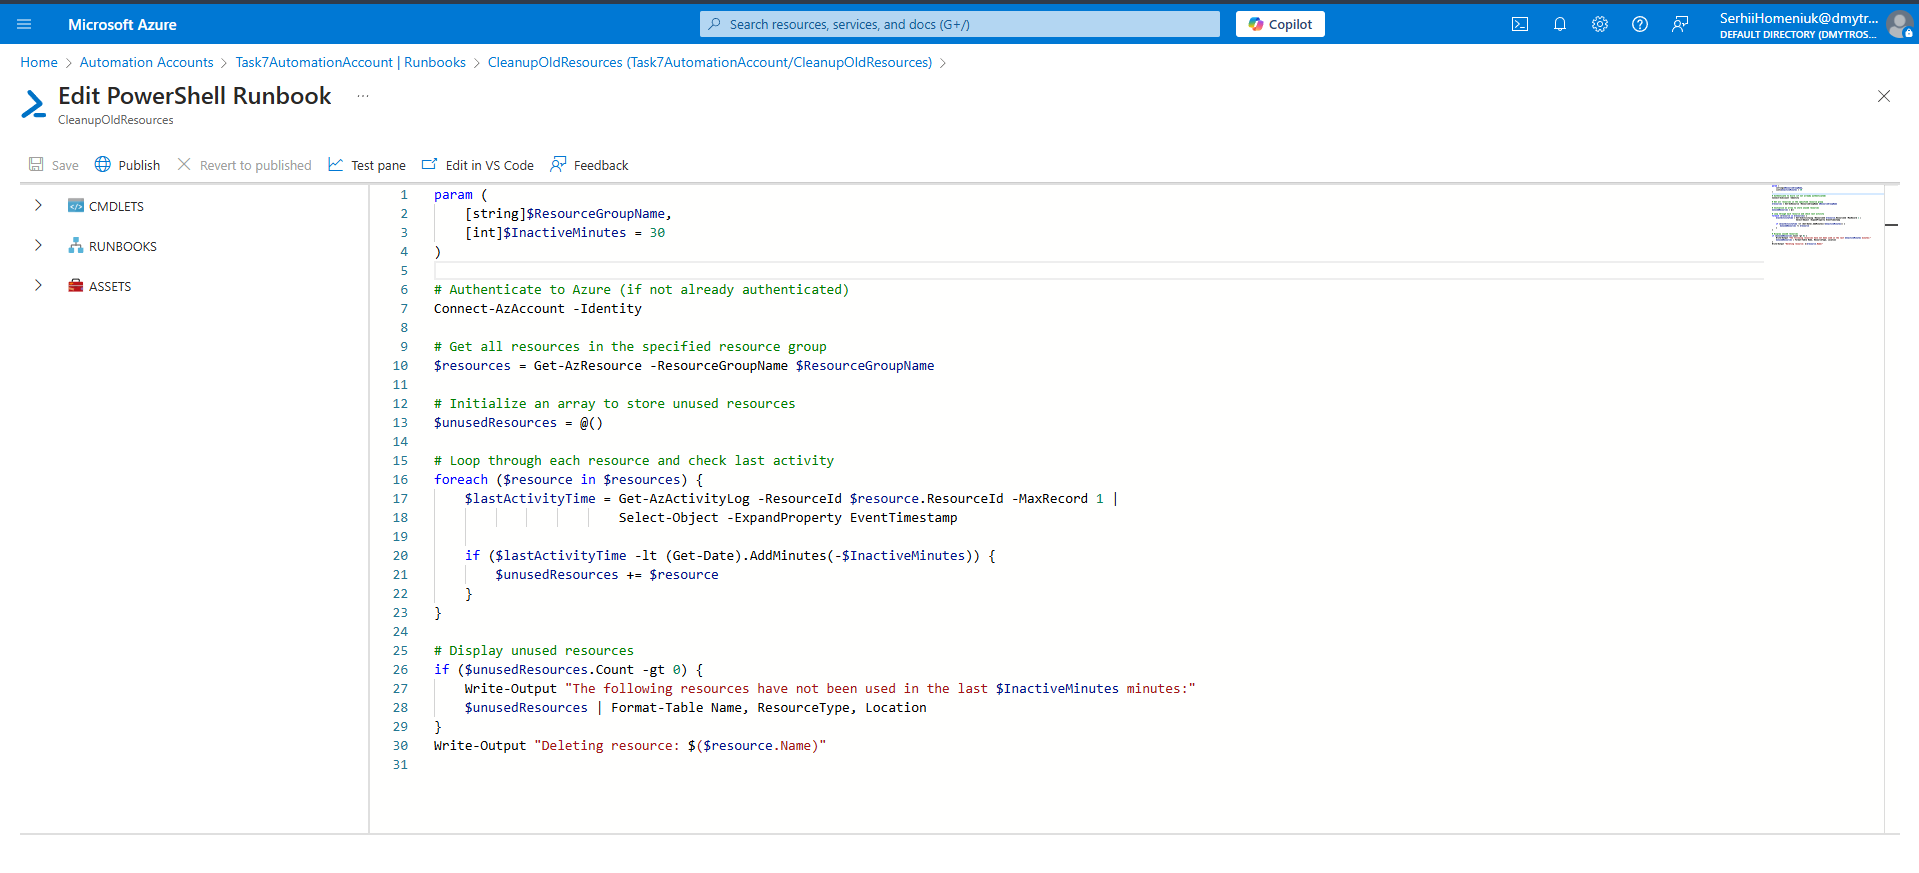 Microsoft Azure
Search resources, services, and docs (G+/)
Copilot
SerhiiHomeniuk@dmytr...
DEFAULT DIRECTORY (DMYTROS...
Home > Automation Accounts > Task7AutomationAccount | Runbooks > CleanupOldResources (Task7AutomationAccount/CleanupOldResources) >
Edit PowerShell Runbook ...
CleanupOldResources
Save Publish Revert to published Test pane Edit in VS Code Feedback
CMDLETS
RUNBOOKS
ASSETS
1 param (
2     [string]$ResourceGroupName,
3     [int]$InactiveMinutes = 30
4 )
5
6 # Authenticate to Azure (if not already authenticated)
7 Connect-AzAccount -Identity
8
9 # Get all resources in the specified resource group
10 $resources = Get-AzResource -ResourceGroupName $ResourceGroupName
11
12 # Initialize an array to store unused resources
13 $unusedResources = @()
14
15 # Loop through each resource and check last activity
16 foreach ($resource in $resources) {
17     $lastActivityTime = Get-AzActivityLog -ResourceId $resource.ResourceId -MaxRecord 1 |
18                         Select-Object -ExpandProperty EventTimestamp
19
20     if ($lastActivityTime -lt (Get-Date).AddMinutes(-$InactiveMinutes)) {
21         $unusedResources += $resource
22     }
23 }
24
25 # Display unused resources
26 if ($unusedResources.Count -gt 0) {
27     Write-Output "The following resources have not been used in the last $InactiveMinutes minutes:"
28     $unusedResources | Format-Table Name, ResourceType, Location
29 }
30 Write-Output "Deleting resource: $($resource.Name)"
31